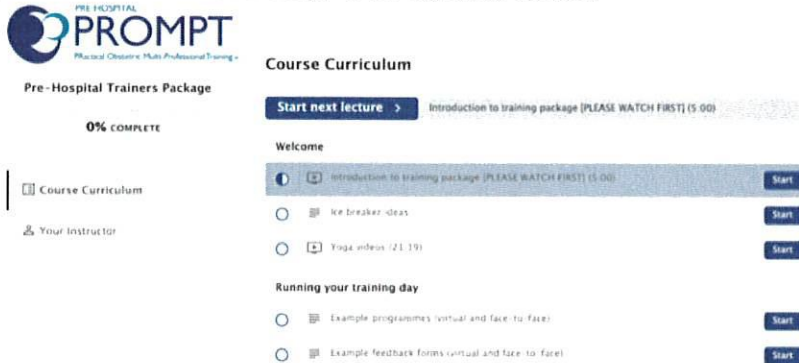 PRE HOSPITAL
PROMPT
PRactical Obstetric Multi-Professional Training
Pre-Hospital Trainers Package
0% COMPLETE
Course Curriculum
Your Instructor
Course Curriculum
Start next lecture >
Introduction to training package [PLEASE WATCH FIRST] (5:00)
Welcome
Introduction to training package [PLEASE WATCH FIRST] (5:00)
Start
Ice breaker ideas
Start
Yoga videos (21:19)
Start
Running your training day
Example programmes (virtual and face-to-face)
Start
Example feedback forms (virtual and face-to-face)
Start